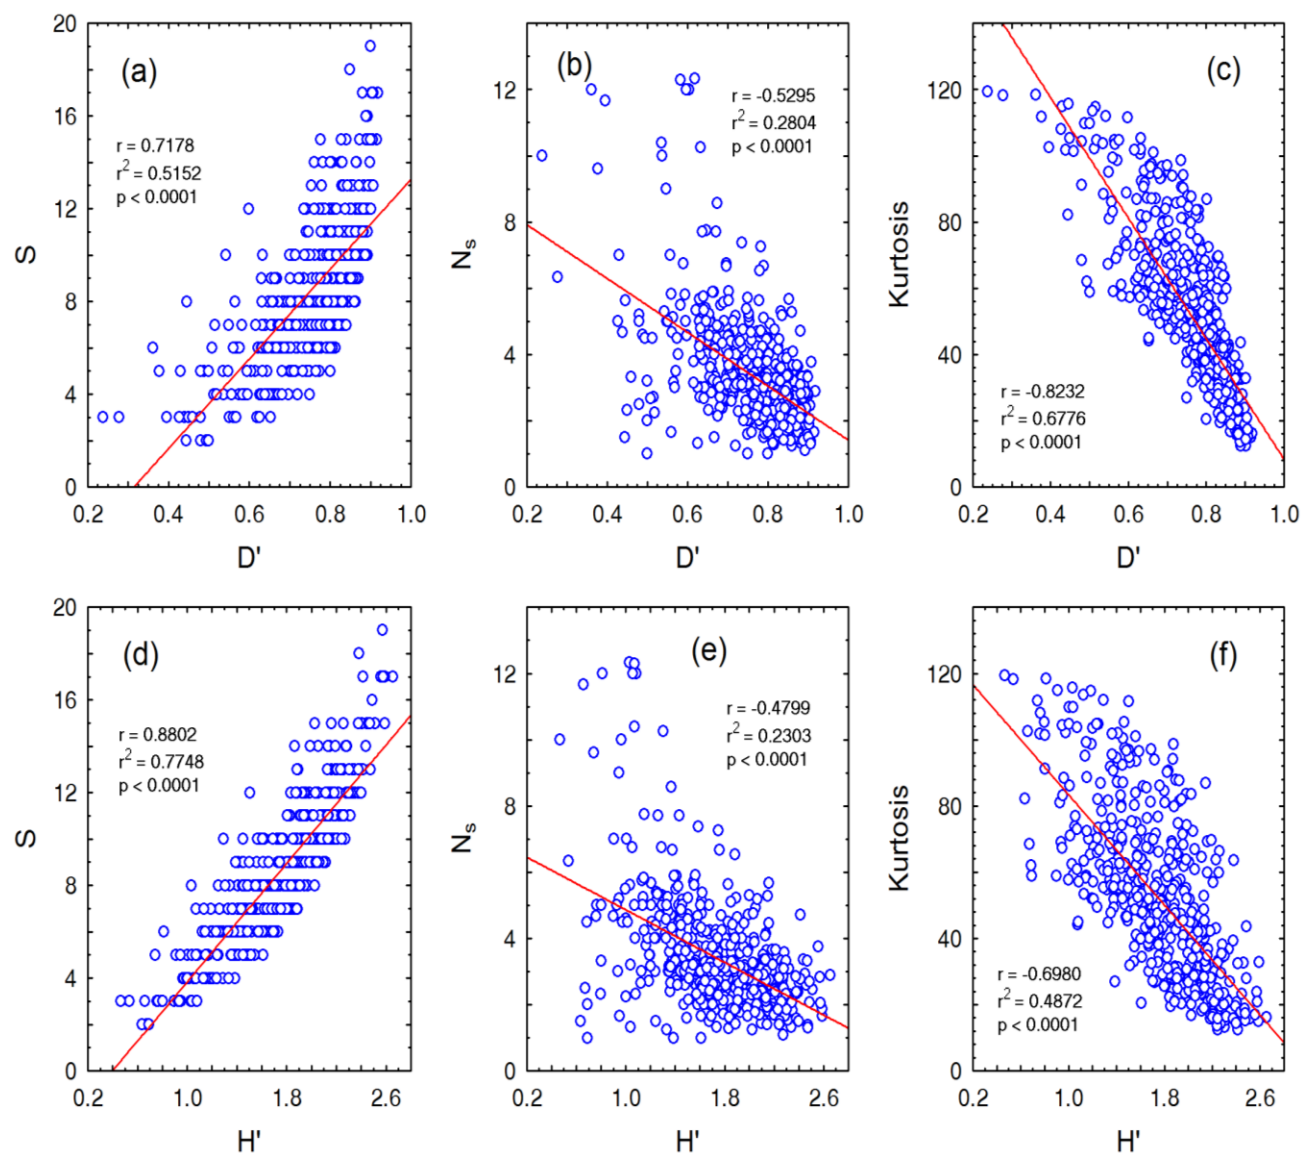 (a)
r = 0.7178
r² = 0.5152
p < 0.0001
S
20
16
12
8
4
0
0.2 0.4 0.6 0.8 1.0
D'
(b)
r = -0.5295
r² = 0.2804
p < 0.0001
Nₛ
12
8
4
0
0.2 0.4 0.6 0.8 1.0
D'
(c)
r = -0.8232
r² = 0.6776
p < 0.0001
Kurtosis
120
80
40
0
0.2 0.4 0.6 0.8 1.0
D'
(d)
r = 0.8802
r² = 0.7748
p < 0.0001
S
20
16
12
8
4
0
0.2 1.0 1.8 2.6
H'
(e)
r = -0.4799
r² = 0.2303
p < 0.0001
Nₛ
12
8
4
0
0.2 1.0 1.8 2.6
H'
(f)
r = -0.6980
r² = 0.4872
p < 0.0001
Kurtosis
120
80
40
0
0.2 1.0 1.8 2.6
H'